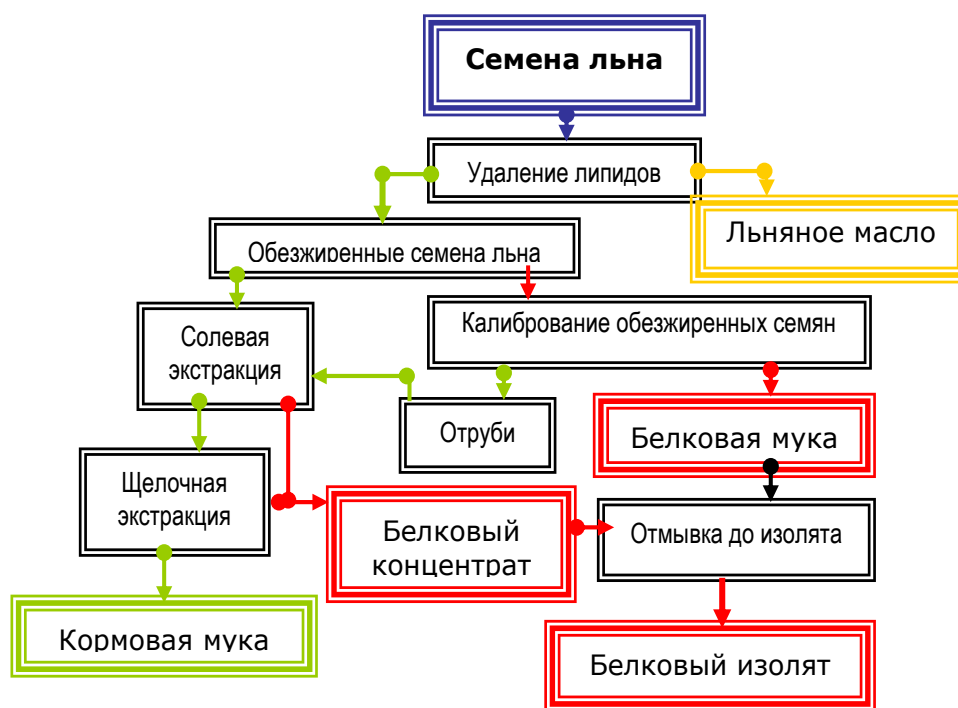 Семена льна
Удаление липидов
Льняное масло
Обезжиренные семена льна
Калиброваниe обезжиренных семян
Солевая
экстракция
Отруби
Белковая мука
Щелочная
экстракция
Белковый
концентрат
Отмывка до изолята
Кормовая мука
Белковый изолят